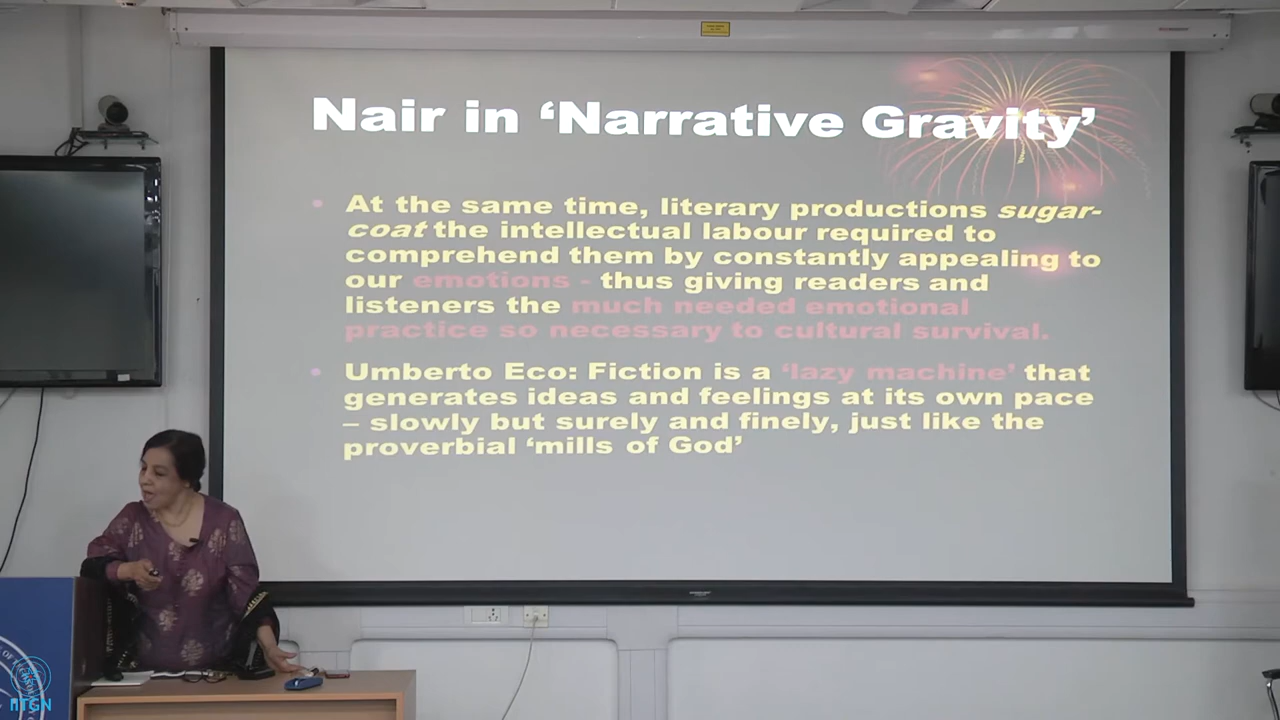 Nair in ‘Narrative Gravity’
• At the same time, literary productions sugar-
coat the intellectual labour required to
comprehend them by constantly appealing to
our emotions - thus giving readers and
listeners the much needed emotional
practice so necessary to cultural survival.
• Umberto Eco: Fiction is a ‘lazy machine’ that
generates ideas and feelings at its own pace
– slowly but surely and finely, just like the
proverbial ‘mills of God’
IITGN